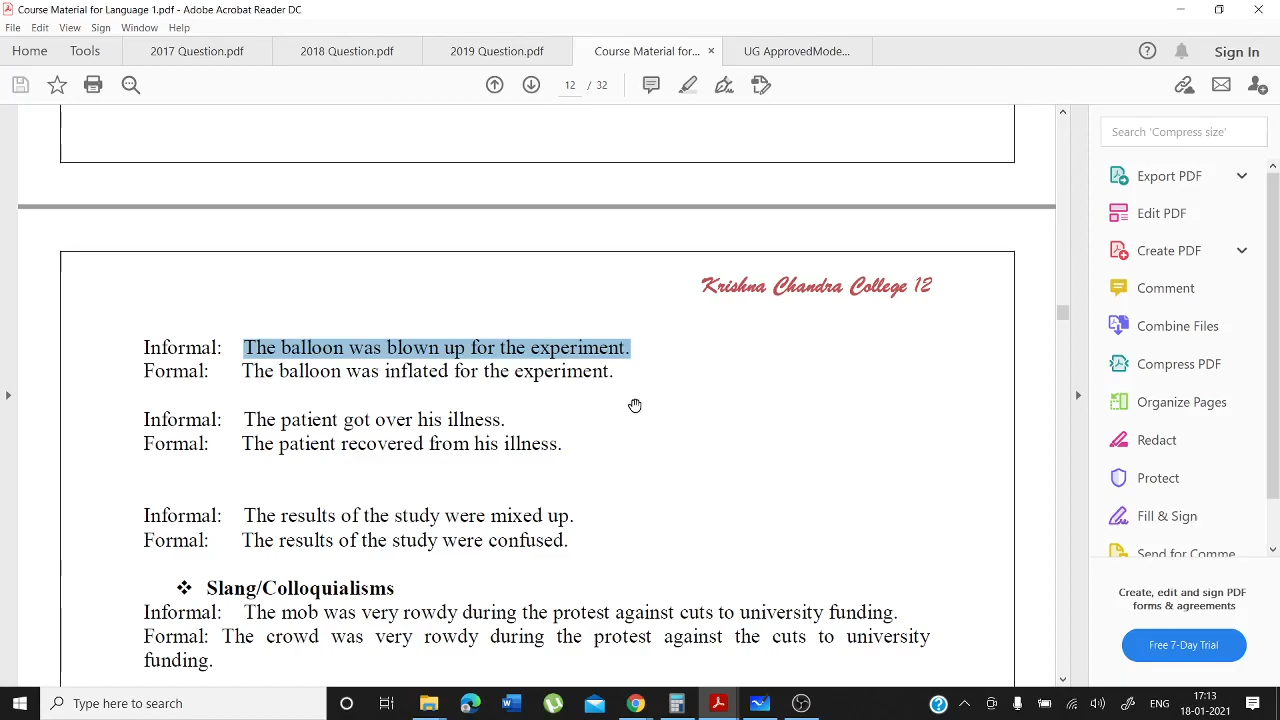 Course Material for Language 1.pdf - Adobe Acrobat Reader DC
File Edit View Sign Window Help
Home Tools 2017 Question.pdf 2018 Question.pdf 2019 Question.pdf Course Material for... × UG ApprovedMode... Sign In
12 / 32
Search 'Compress size'
Export PDF
Edit PDF
Create PDF
Comment
Combine Files
Compress PDF
Organize Pages
Redact
Protect
Fill & Sign
Send for Comme
Create, edit and sign PDF
forms & agreements
Free 7-Day Trial
Krishna Chandra College 12
Informal: The balloon was blown up for the experiment.
Formal: The balloon was inflated for the experiment.
Informal: The patient got over his illness.
Formal: The patient recovered from his illness.
Informal: The results of the study were mixed up.
Formal: The results of the study were confused.
❖ Slang/Colloquialisms
Informal: The mob was very rowdy during the protest against cuts to university funding.
Formal: The crowd was very rowdy during the protest against the cuts to university
funding.
Type here to search
ENG
17:13
18-01-2021